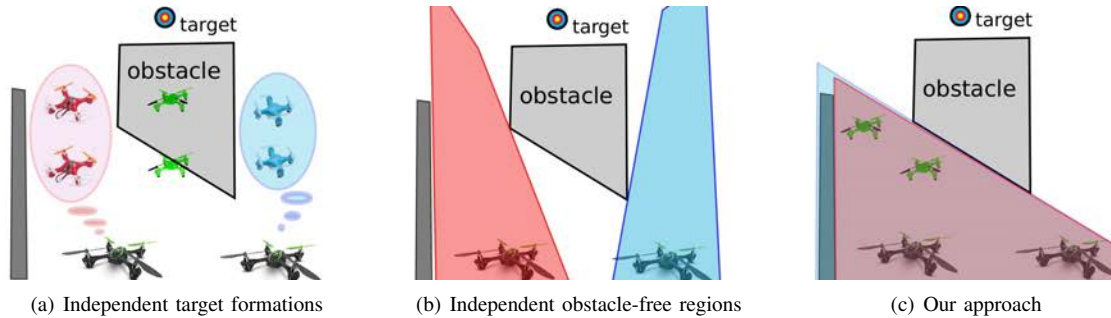 target
obstacle
(a) Independent target formations
target
obstacle
(b) Independent obstacle-free regions
target
obstacle
(c) Our approach